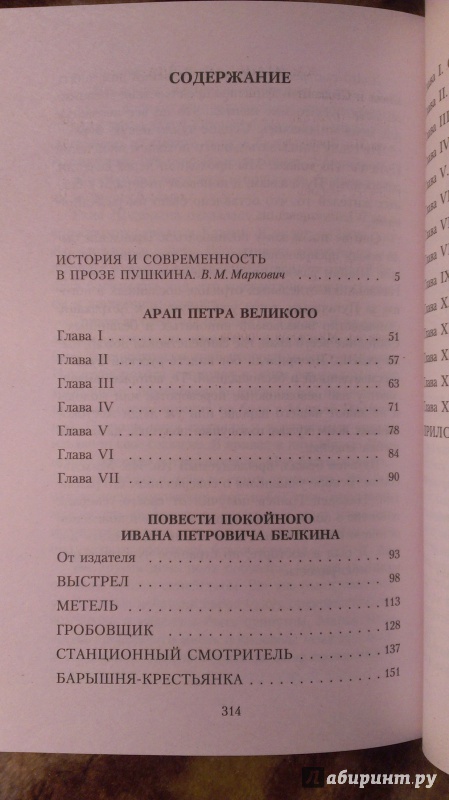 СОДЕРЖАНИЕ
ИСТОРИЯ И СОВРЕМЕННОСТЬ
В ПРОЗЕ ПУШКИНА. В. М. Маркович . . . . . . . . . 5
АРАП ПЕТРА ВЕЛИКОГО
Глава I . . . . . . . . . . . . . . . . . . . . . . . . . . . . 51
Глава II . . . . . . . . . . . . . . . . . . . . . . . . . . . 57
Глава III . . . . . . . . . . . . . . . . . . . . . . . . . . 63
Глава IV . . . . . . . . . . . . . . . . . . . . . . . . . . 71
Глава V . . . . . . . . . . . . . . . . . . . . . . . . . . . 78
Глава VI . . . . . . . . . . . . . . . . . . . . . . . . . . 84
Глава VII . . . . . . . . . . . . . . . . . . . . . . . . . 90
ПОВЕСТИ ПОКОЙНОГО
ИВАНА ПЕТРОВИЧА БЕЛКИНА
От издателя . . . . . . . . . . . . . . . . . . . . . . . 93
ВЫСТРЕЛ . . . . . . . . . . . . . . . . . . . . . . . . . 98
МЕТЕЛЬ . . . . . . . . . . . . . . . . . . . . . . . . . 113
ГРОБОВЩИК . . . . . . . . . . . . . . . . . . . . . . 128
СТАНЦИОННЫЙ СМОТРИТЕЛЬ . . . . . . . . . 137
БАРЫШНЯ-КРЕСТЬЯНКА . . . . . . . . . . . . . . 151
314
Лабиринт.ру